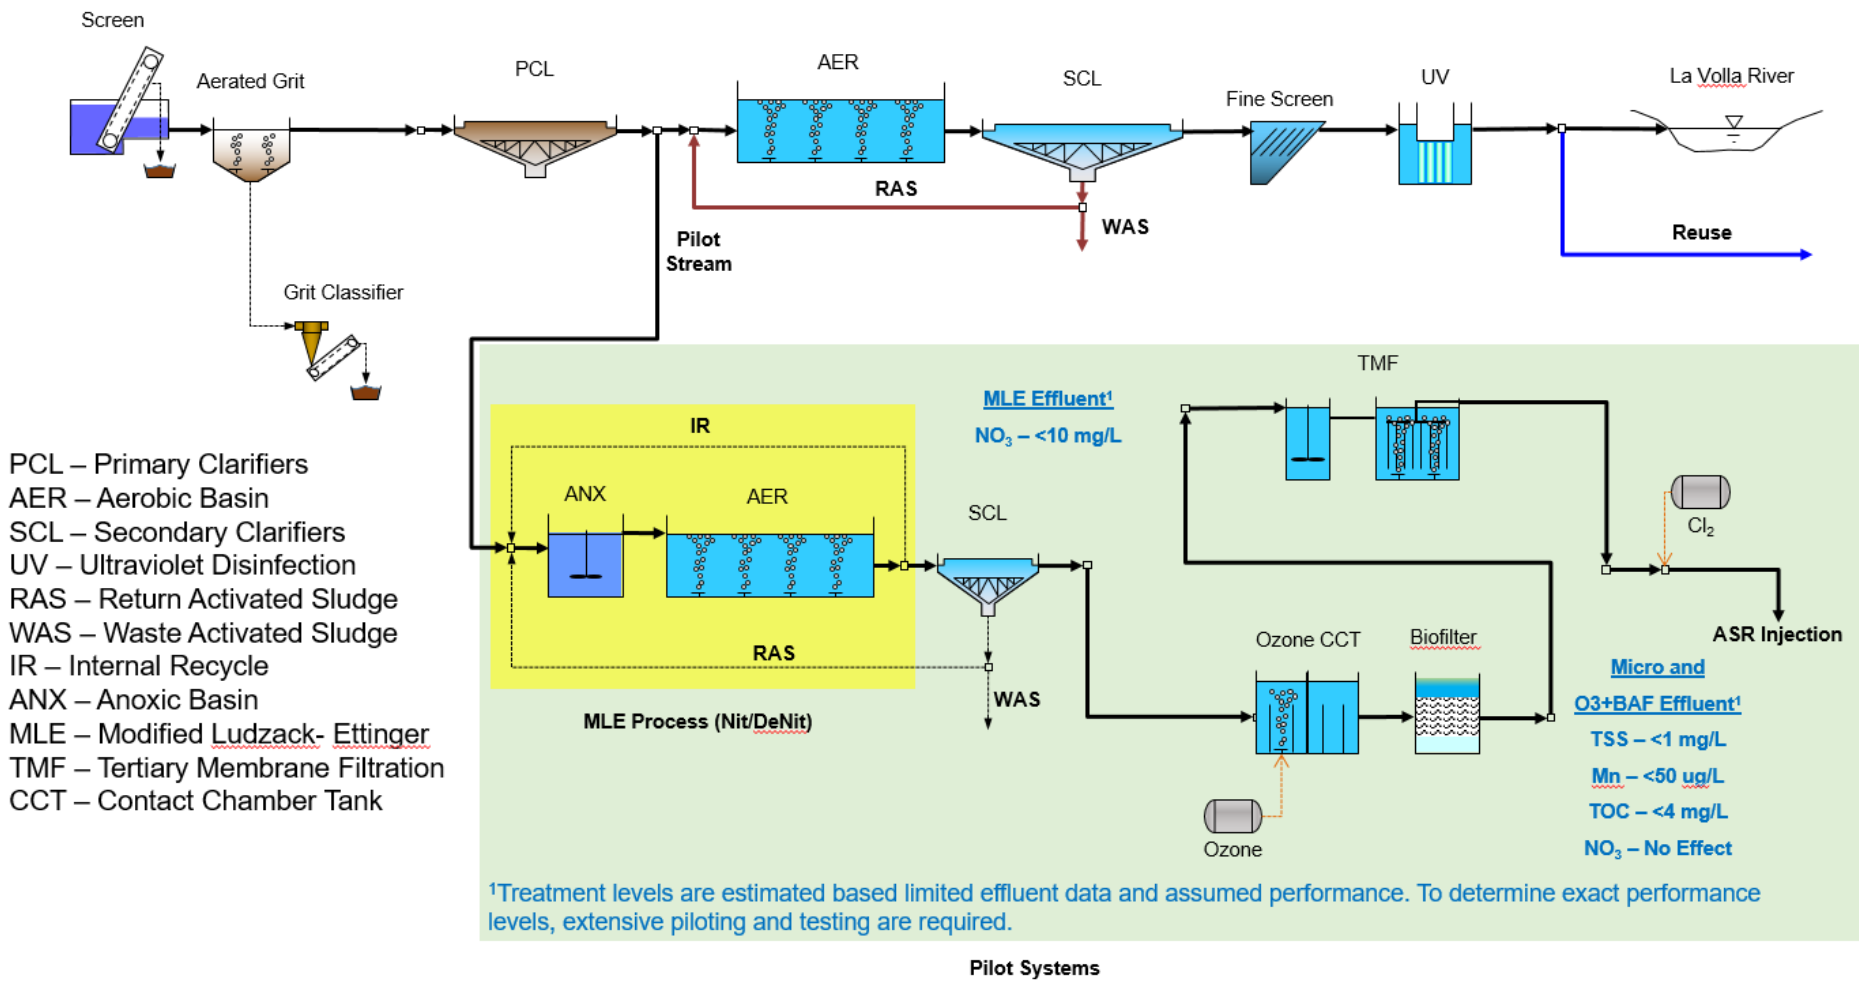 Screen
Aerated Grit
PCL
AER
SCL
Fine Screen
UV
La Volla River
RAS
WAS
Pilot
Stream
Reuse
Grit Classifier
TMF
MLE Effluent¹
NO₃ – <10 mg/L
IR
ANX
AER
SCL
Cl₂
RAS
WAS
MLE Process (Nit/DeNit)
Ozone CCT
Biofilter
Ozone
ASR Injection
Micro and
O3+BAF Effluent¹
TSS – <1 mg/L
Mn – <50 ug/L
TOC – <4 mg/L
NO₃ – No Effect
PCL – Primary Clarifiers
AER – Aerobic Basin
SCL – Secondary Clarifiers
UV – Ultraviolet Disinfection
RAS – Return Activated Sludge
WAS – Waste Activated Sludge
IR – Internal Recycle
ANX – Anoxic Basin
MLE – Modified Ludzack- Ettinger
TMF – Tertiary Membrane Filtration
CCT – Contact Chamber Tank
¹Treatment levels are estimated based limited effluent data and assumed performance. To determine exact performance
levels, extensive piloting and testing are required.
Pilot Systems